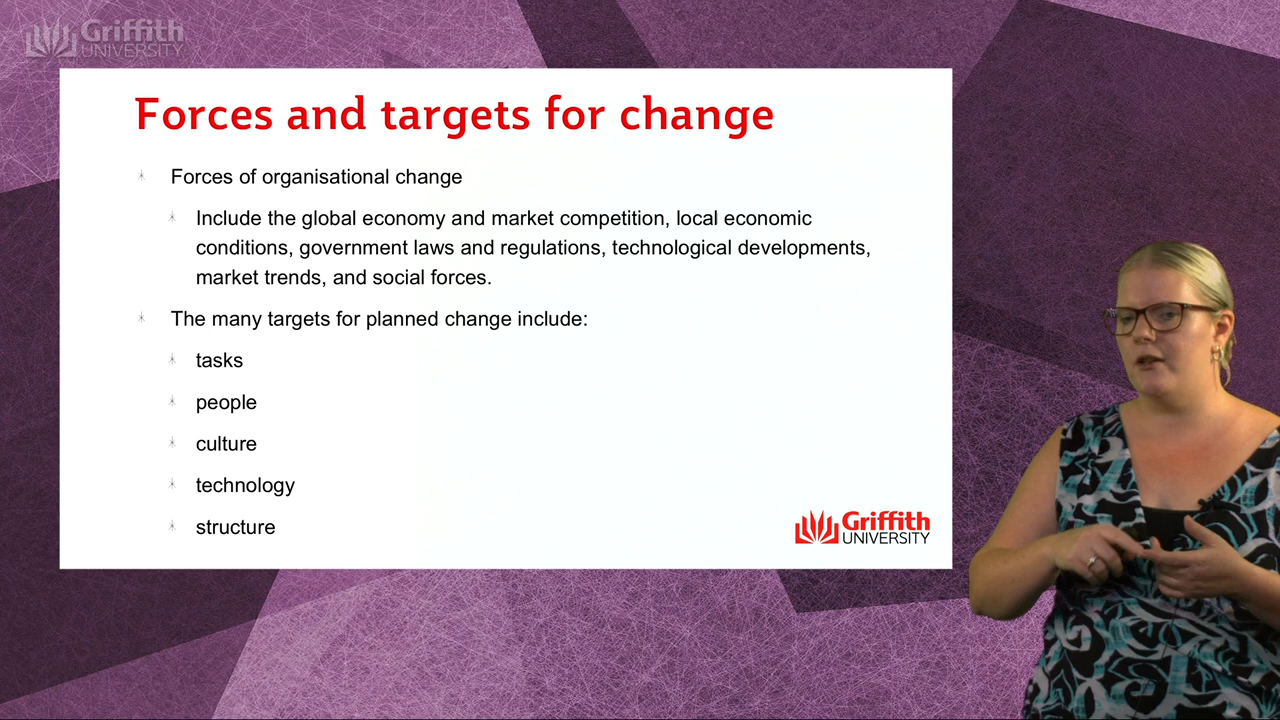 Griffith
UNIVERSITY
Forces and targets for change
Forces of organisational change
Include the global economy and market competition, local economic
conditions, government laws and regulations, technological developments,
market trends, and social forces.
The many targets for planned change include:
tasks
people
culture
technology
structure
Griffith
UNIVERSITY